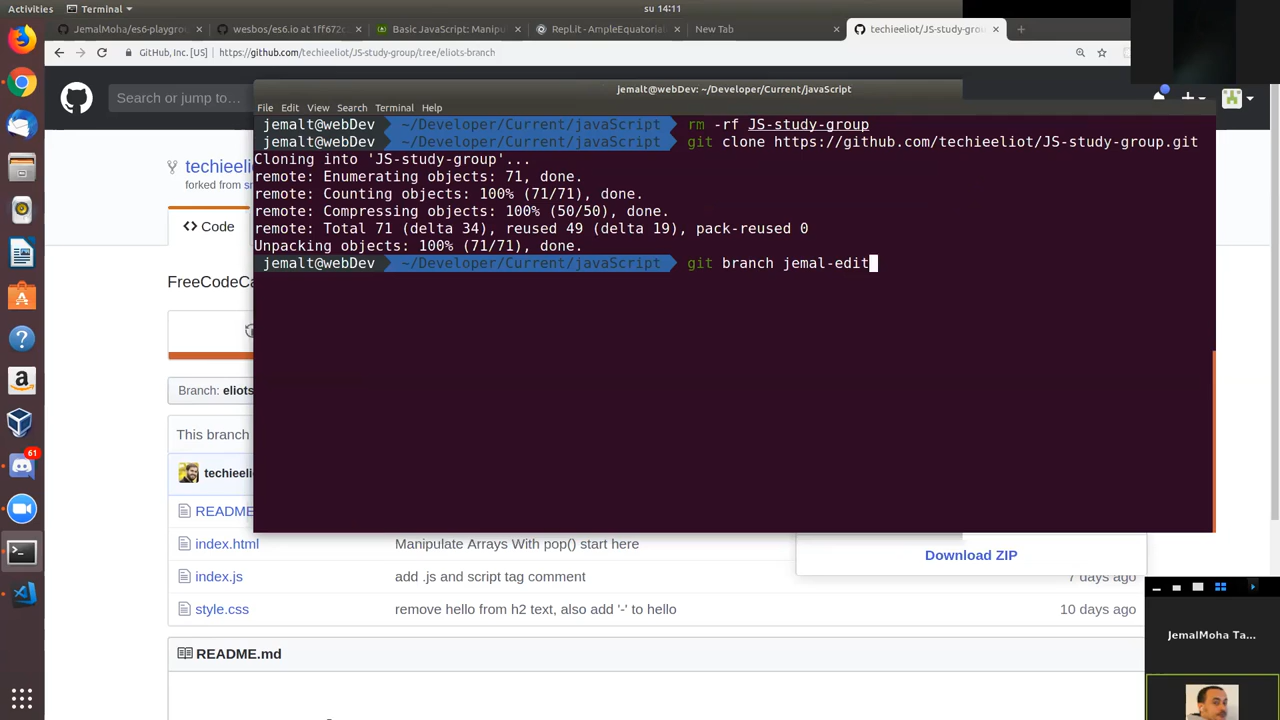 Activities
Terminal
su 14:11
JemalMoha/es6-playgro
wesbos/es6.io at 1ff672c
Basic JavaScript: Manipu
Repl.it - AmpleEquatorial
New Tab
techieeliot/JS-study-grou
GitHub, Inc. [US]
https://github.com/techieeliot/JS-study-group/tree/eliots-branch
Search or jump to…
jemalt@webDev: ~/Developer/Current/javaScript
File Edit View Search Terminal Help
jemalt@webDev ~/Developer/Current/javaScript rm -rf JS-study-group
jemalt@webDev ~/Developer/Current/javaScript git clone https://github.com/techieeliot/JS-study-group.git
Cloning into 'JS-study-group'...
remote: Enumerating objects: 71, done.
remote: Counting objects: 100% (71/71), done.
remote: Compressing objects: 100% (50/50), done.
remote: Total 71 (delta 34), reused 49 (delta 19), pack-reused 0
Unpacking objects: 100% (71/71), done.
jemalt@webDev ~/Developer/Current/javaScript git branch jemal-edit
techieeli
forked from
Code
FreeCodeCa
Branch: eliots
This branch
techieeli
README
index.html Manipulate Arrays With pop() start here
Download ZIP
index.js add .js and script tag comment 7 days ago
style.css remove hello from h2 text, also add '-' to hello 10 days ago
README.md
61
JemalMoha Ta...